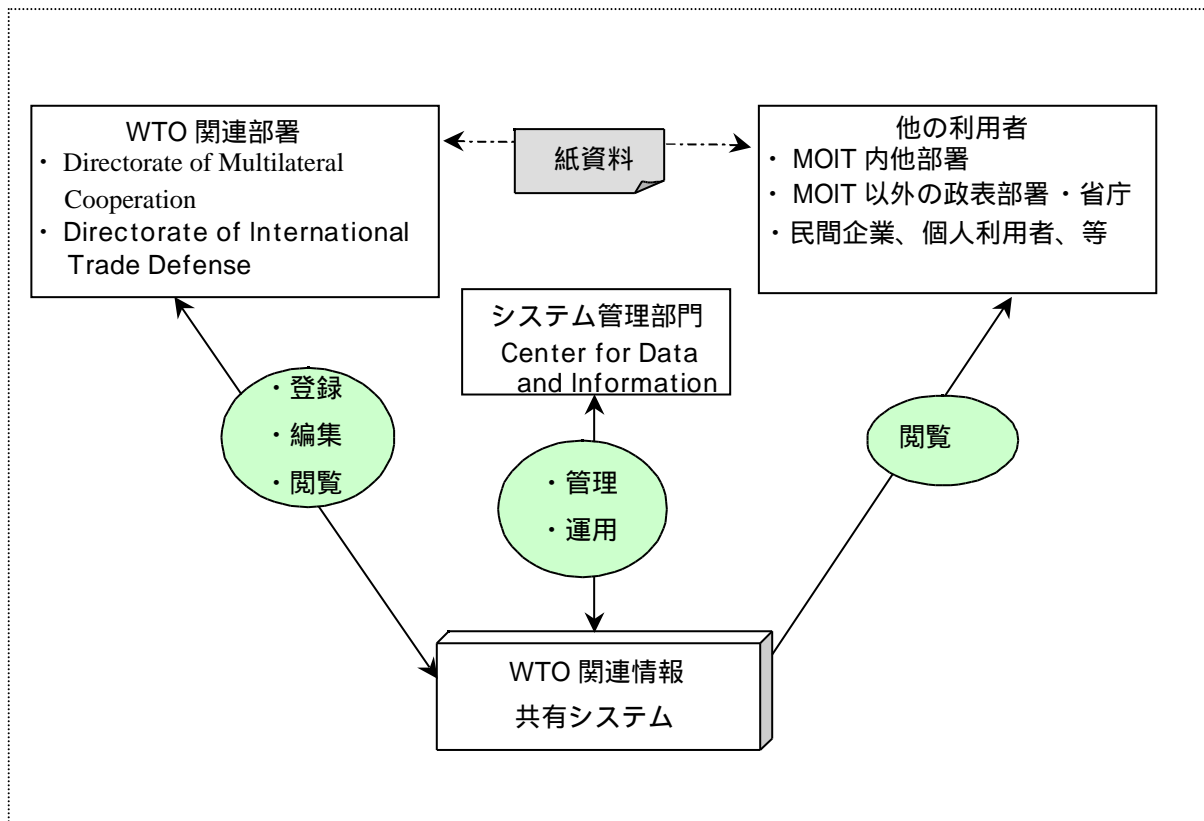 WTO 関連部署
・ Directorate of Multilateral
Cooperation
・ Directorate of International
Trade Defense
紙資料
他の利用者
・ MOIT 内他部署
・ MOIT 以外の政表部署・省庁
・民間企業、個人利用者、等
システム管理部門
Center for Data
and Information
・登録
・編集
・閲覧
・管理
・運用
閲覧
WTO 関連情報
共有システム